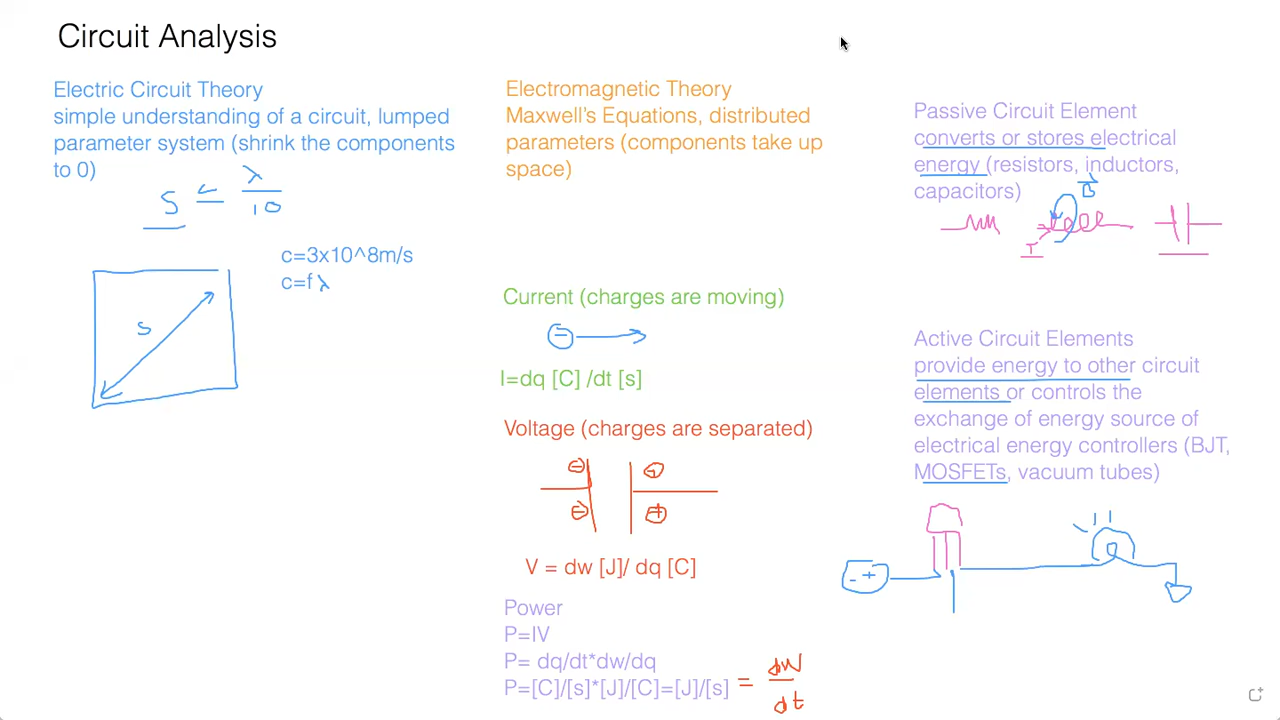 Circuit Analysis
Electric Circuit Theory
simple understanding of a circuit, lumped
parameter system (shrink the components
to 0)
S ≤ λ/10
c=3x10^8m/s
c=fλ
s
Electromagnetic Theory
Maxwell's Equations, distributed
parameters (components take up
space)
Current (charges are moving)
−
I=dq [C] /dt [s]
Voltage (charges are separated)
− +
− +
V = dw [J]/ dq [C]
Power
P=IV
P= dq/dt*dw/dq
P=[C]/[s]*[J]/[C]=[J]/[s] = dW/dt
Passive Circuit Element
converts or stores electrical
energy (resistors, inductors,
capacitors)
B
I
Active Circuit Elements
provide energy to other circuit
elements or controls the
exchange of energy source of
electrical energy controllers (BJT,
MOSFETs, vacuum tubes)
- +